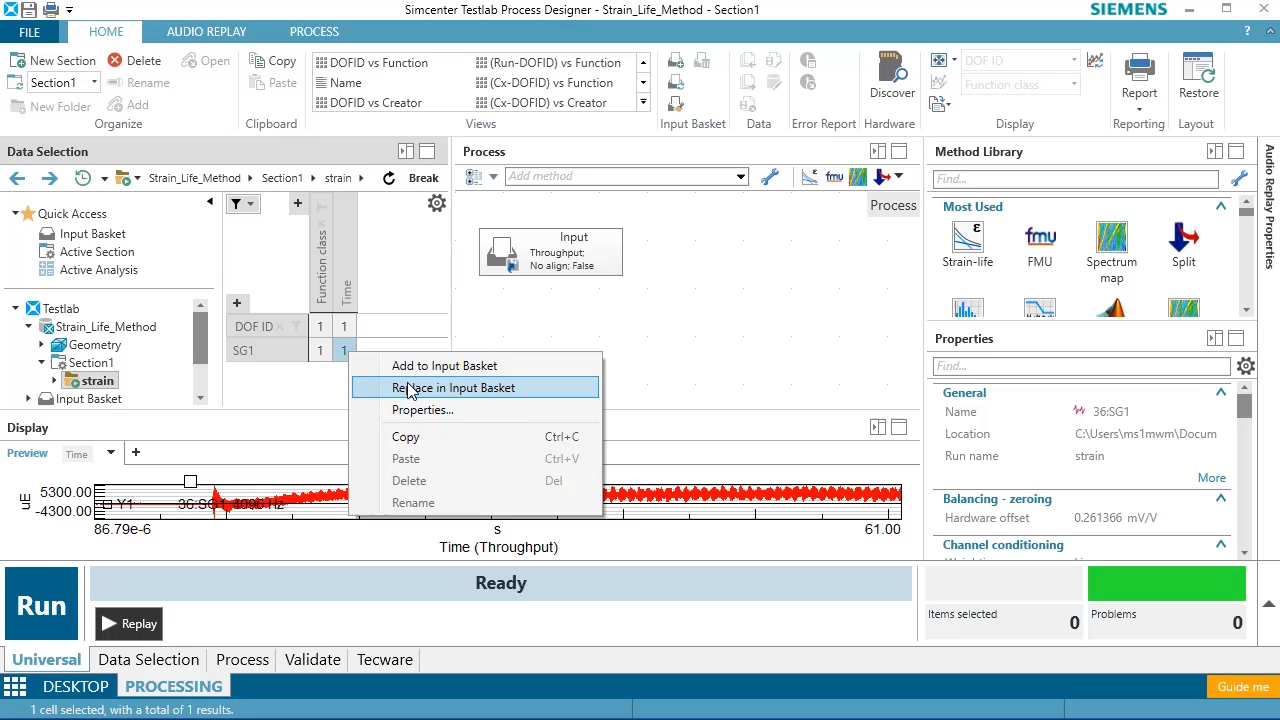 Simcenter Testlab Process Designer - Strain_Life_Method - Section1
SIEMENS
FILE
HOME
AUDIO REPLAY
PROCESS
?
New Section
Delete
Open
Section1
Rename
New Folder
Add
Organize
Copy
Paste
Clipboard
DOFID vs Function
(Run-DOFID) vs Function
Name
(Cx-DOFID) vs Function
DOFID vs Creator
(Cx-DOFID) vs Creator
Views
Input Basket
Data
Error Report
Discover
Hardware
DOF ID
Function class
Display
Report
Reporting
Restore
Layout
Data Selection
Strain_Life_Method
Section1
strain
Break
Quick Access
Input Basket
Active Section
Active Analysis
Testlab
Strain_Life_Method
Geometry
Section1
strain
Input Basket
+
Function class
Time
+
DOF ID
1
1
SG1
1
1
Process
Add method
fmu
Process
Input
Throughput;
No align; False
Add to Input Basket
Replace in Input Basket
Properties...
Copy
Ctrl+C
Paste
Ctrl+V
Delete
Del
Rename
Method Library
Find...
Most Used
ε
Strain-life
fmu
FMU
Spectrum
map
Split
Properties
Find...
General
Name
36:SG1
Location
C:\Users\ms1mwm\Docum
Run name
strain
More
Balancing - zeroing
Hardware offset
0.261366 mV/V
Channel conditioning
Audio Replay Properties
Display
Preview
Time
+
uE
5300.00
-4300.00
Y1
36:SG1
4096 Hz
86.79e-6
s
61.00
Time (Throughput)
Run
Ready
Replay
Items selected
0
Problems
0
Universal
Data Selection
Process
Validate
Tecware
DESKTOP
PROCESSING
Guide me
1 cell selected, with a total of 1 results.